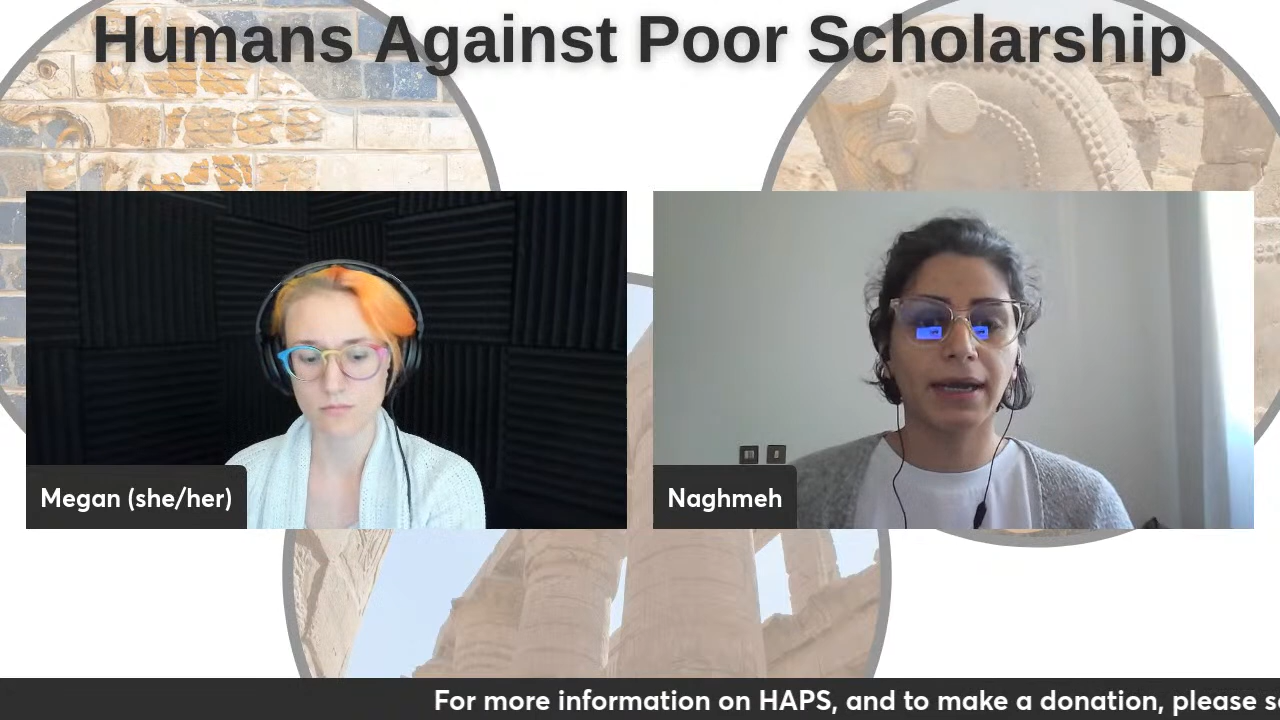 Humans Against Poor Scholarship
Megan (she/her)
Naghmeh
For more information on HAPS, and to make a donation, please